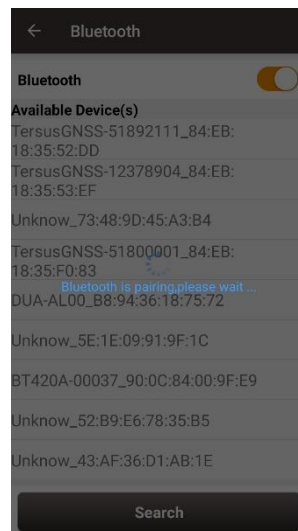 ← Bluetooth
Bluetooth
Available Device(s)
TersusGNSS-51892111_84:EB:
18:35:52:DD
TersusGNSS-12378904_84:EB:
18:35:53:EF
Unknow_73:48:9D:45:A3:B4
TersusGNSS-51800001_84:EB:
18:35:F0:83
Bluetooth is pairing,please wait ...
DUA-AL00_B8:94:36:18:75:72
Unknow_5E:1E:09:91:9F:1C
BT420A-00037_90:0C:84:00:9F:E9
Unknow_52:B9:E6:78:35:B5
Unknow_43:AF:36:D1:AB:1E
Search